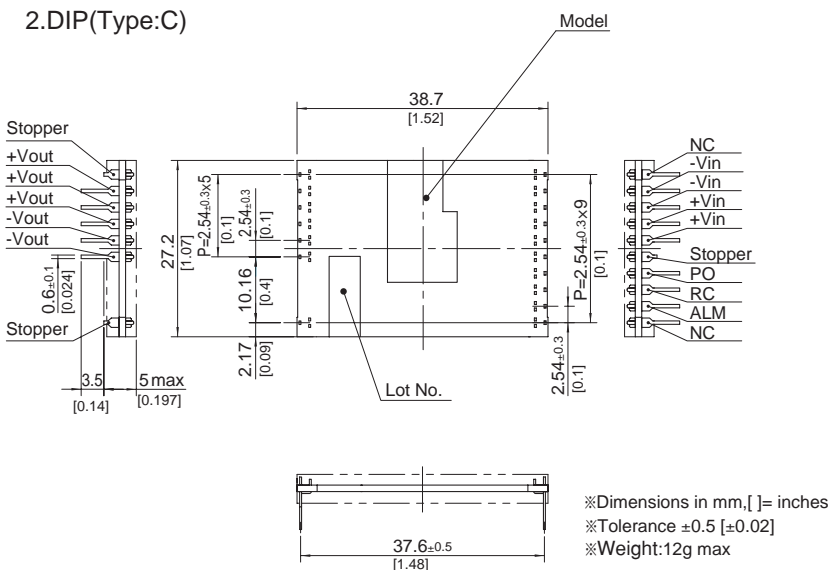 2.DIP(Type:C)
Model
38.7
[1.52]
Stopper
+Vout
+Vout
+Vout
-Vout
-Vout
Stopper
0.6±0.1
[0.024]
3.5
[0.14]
5 max
[0.197]
27.2
[1.07]
P=2.54±0.3x5
[0.1]
2.54±0.3
[0.1]
10.16
[0.4]
2.17
[0.09]
Lot No.
P=2.54±0.3x9
[0.1]
2.54±0.3
[0.1]
NC
-Vin
-Vin
+Vin
+Vin
Stopper
PO
RC
ALM
NC
37.6±0.5
[1.48]
※Dimensions in mm,[ ]= inches
※Tolerance ±0.5 [±0.02]
※Weight:12g max